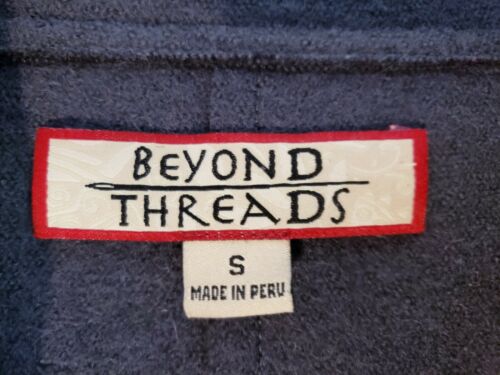 BEYOND
THREADS
S
MADE IN PERU